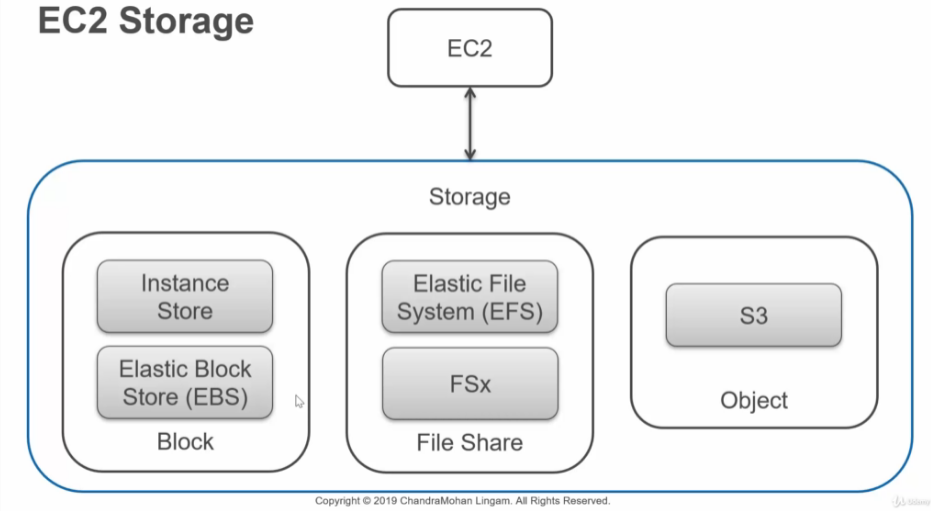 EC2 Storage
EC2
Storage
Instance
Store
Elastic Block
Store (EBS)
Block
Elastic File
System (EFS)
FSx
File Share
S3
Object
Copyright © 2019 ChandraMohan Lingam. All Rights Reserved.
Udemy